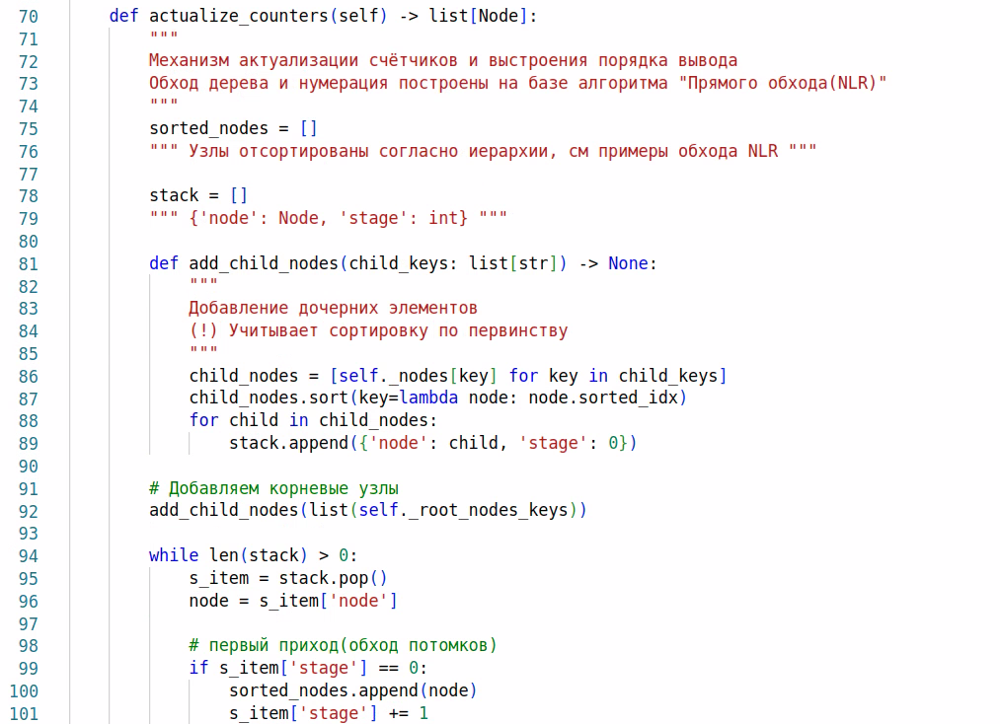 70 def actualize_counters(self) -> list[Node]:
71 """
72 Механизм актуализации счётчиков и выстроения порядка вывода
73 Обход дерева и нумерация построены на базе алгоритма "Прямого обхода(NLR)"
74 """
75 sorted_nodes = []
76 """ Узлы отсортированы согласно иерархии, см примеры обхода NLR """
77
78 stack = []
79 """ {'node': Node, 'stage': int} """
80
81 def add_child_nodes(child_keys: list[str]) -> None:
82 """
83 Добавление дочерних элементов
84 (!) Учитывает сортировку по первинству
85 """
86 child_nodes = [self._nodes[key] for key in child_keys]
87 child_nodes.sort(key=lambda node: node.sorted_idx)
88 for child in child_nodes:
89 stack.append({'node': child, 'stage': 0})
90
91 # Добавляем корневые узлы
92 add_child_nodes(list(self._root_nodes_keys))
93
94 while len(stack) > 0:
95 s_item = stack.pop()
96 node = s_item['node']
97
98 # первый приход(обход потомков)
99 if s_item['stage'] == 0:
100 sorted_nodes.append(node)
101 s_item['stage'] += 1